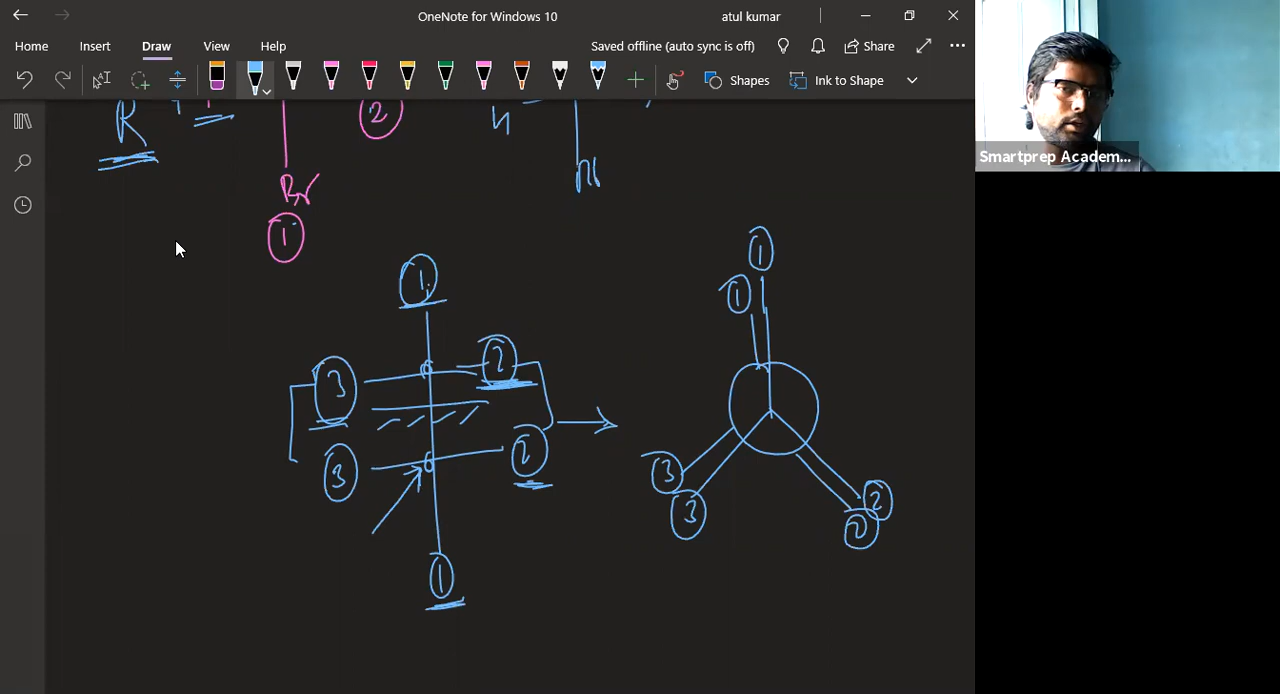 OneNote for Windows 10
atul kumar
Home Insert Draw View Help
Saved offline (auto sync is off)
Share
Shapes
Ink to Shape
Smartprep Academ...
R
2
H
Br
1
1
1
1
3 2
3 2
3 2
3 2
1